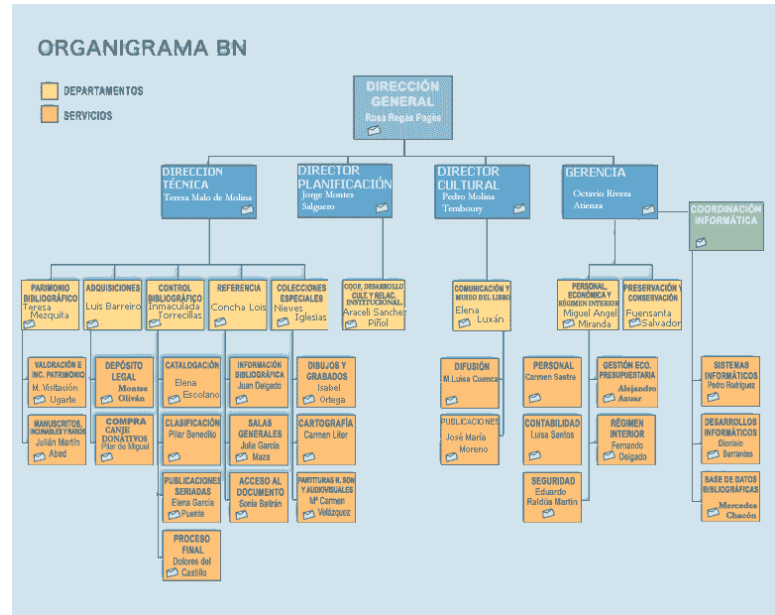 ORGANIGRAMA BN
DEPARTAMENTOS
SERVICIOS
DIRECCIÓN
GENERAL
Rosa Regás Pagés
DIRECCION
TÉCNICA
Teresa Malo de Molina
DIRECTOR
PLANIFICACIÓN
Jorge Montes
Salguero
DIRECTOR
CULTURAL
Pedro Molina
Temboury
GERENCIA
Octavio Rivera
Atienza
COORDINACIÓN
INFORMÁTICA
PARIMONIO
BIBLIOGRÁFICO
Teresa
Mezquita
ADQUISICIONES
Luis Barreiro
CONTROL
BIBLIOGRÁFICO
Inmaculada
Torrecillas
REFERENCIA
Concha Lois
COLECCIONES
ESPECIALES
Nieves
Iglesias
COOP, DESARROLLO
CULT. Y RELAC.
INSTITUCIONAL.
Araceli Sanchez
Piñol
COMUNICACIÓN Y
MUSEO DEL LIBRO
Elena
Luxán
PERSONAL,
ECONÓMICA Y
RÉGIMEN INTERIOR
Miguel Angel
Miranda
PRESERVACIÓN Y
CONSERVACIÓN
Fuensanta
Salvador
VALORACIÓN E
INC. PATRIMONIO
M. Visitación
Ugarte
DEPÓSITO
LEGAL
Montse
Oliván
CATALOGACIÓN
Elena
Escolano
INFORMACIÓN
BIBLIOGRÁFICA
Juan Delgado
DIBUJOS Y
GRABADOS
Isabel
Ortega
DIFUSIÓN
M.Luisa Cuenca
PERSONAL
Carmen Sastre
GESTIÓN ECO.
PRESUPUESTARIA
Alejandro
Azuar
SISTEMAS
INFORMÁTICOS
Pedro Rodríguez
MANUSCRITOS,
INCUNABLES Y RAROS
Julián Martín
Abad
COMPRA
CANJE
DONATIVOS
Pilar de Miguel
CLASIFICACIÓN
Pilar Benedito
SALAS
GENERALES
Julia García
Maza
CARTOGRAFÍA
Carmen Liter
PUBLICACIONES
José María
Moreno
CONTABILIDAD
Luisa Santos
RÉGIMEN
INTERIOR
Fernando
Delgado
DESARROLLOS
INFORMÁTICOS
Dionisio
Barrantes
PUBLICACIONES
SERIADAS
Elena García
Puente
ACCESO AL
DOCUMENTO
Sonia Beltrán
PARTITURAS R. SON
Y AUDIOVISUALES
Mª Carmen
Velázquez
SEGURIDAD
Eduardo
Raldúa Martín
BASE DE DATOS
BIBLIOGRÁFICAS
Mercedes
Chacón
PROCESO
FINAL
Dolores del
Castillo